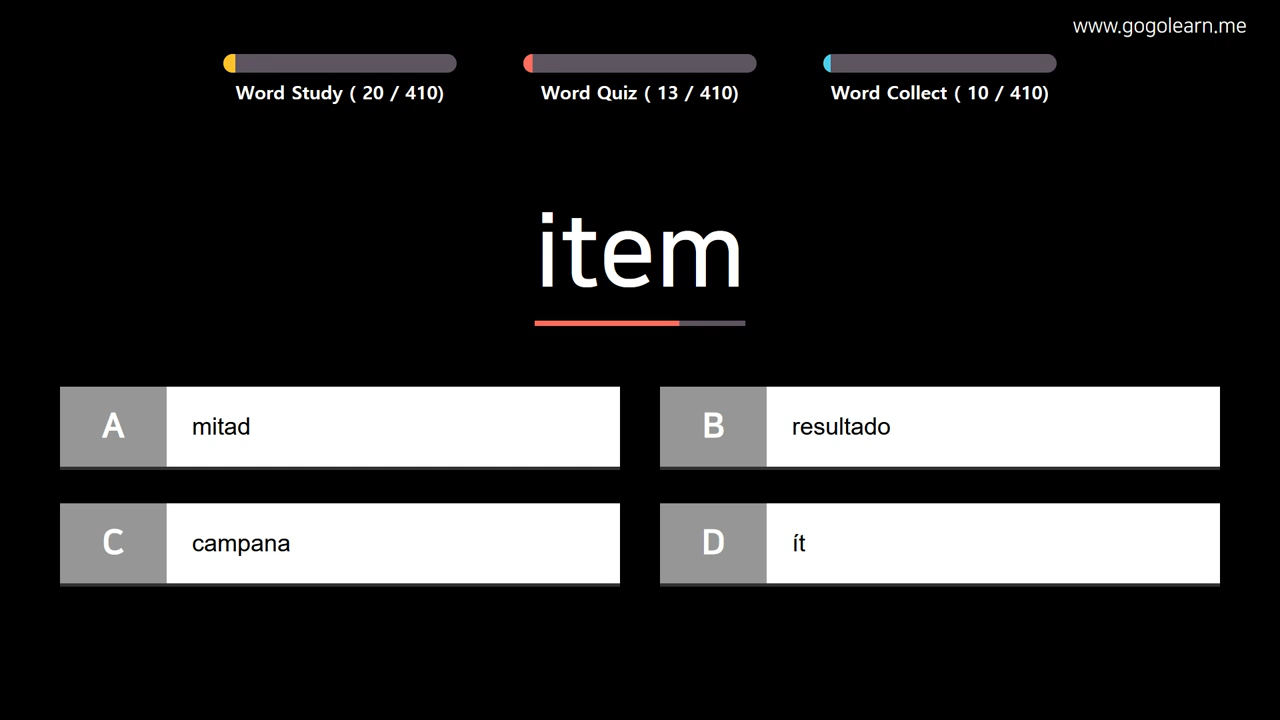 www.gogolearn.me
Word Study ( 20 / 410)
Word Quiz ( 13 / 410)
Word Collect ( 10 / 410)
item
A mitad
B resultado
C campana
D ít